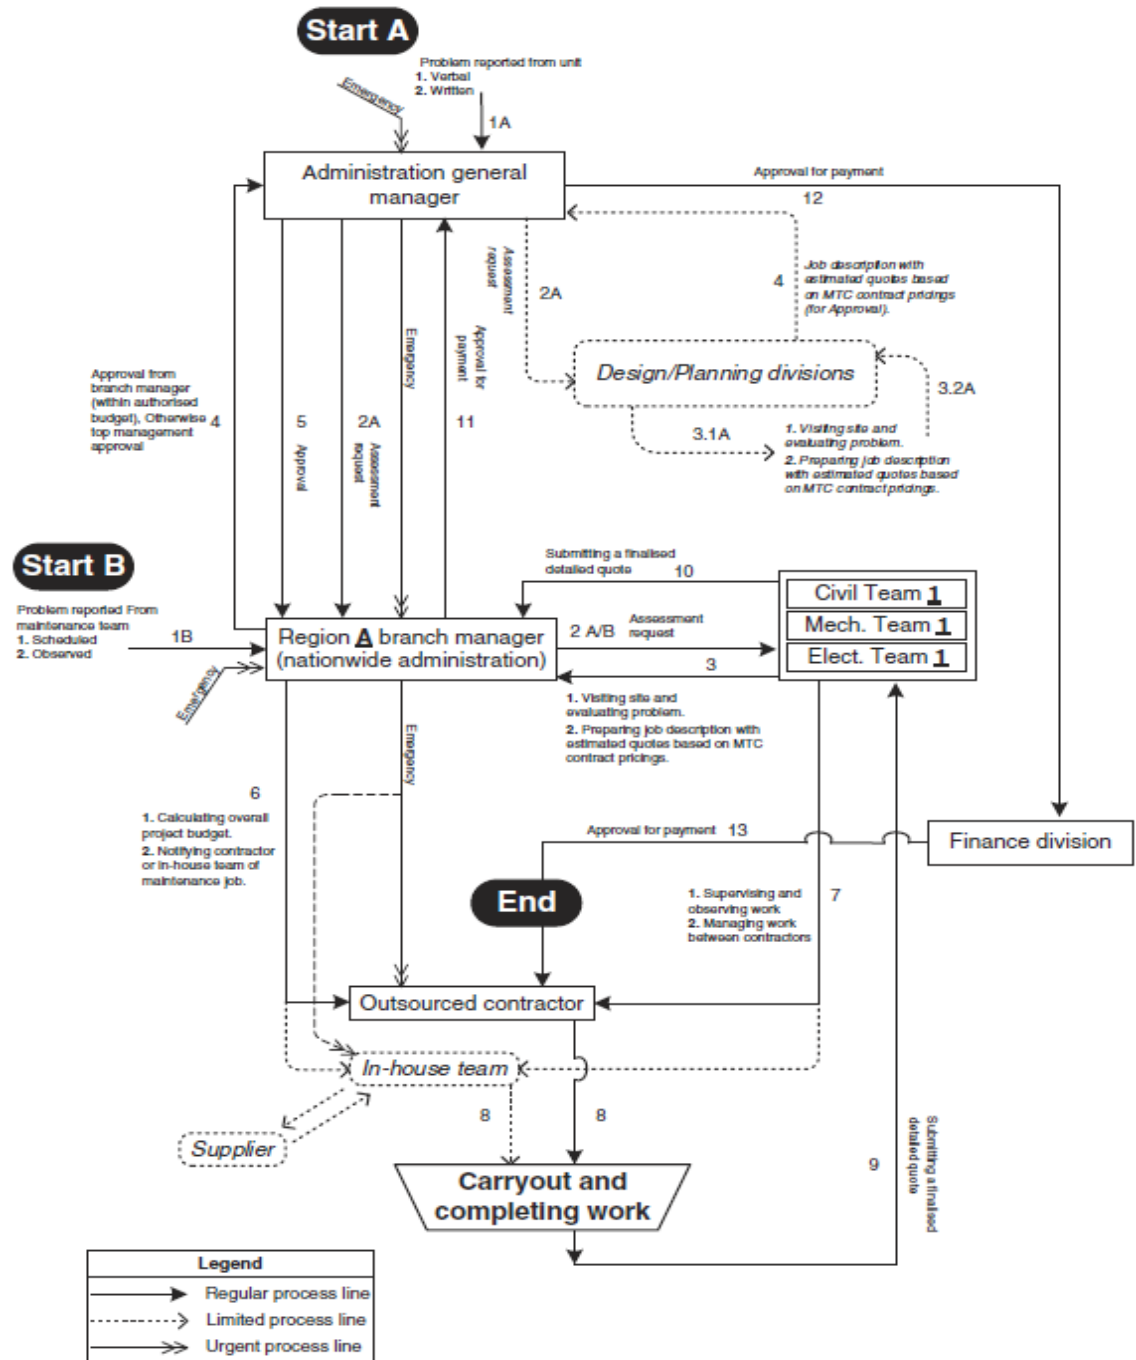 Start A
Problem reported from unit
1. Verbal
2. Written
Emergency
1A
Administration general
manager
Approval for payment
12
Assessment
request
2A
4
Job description with
estimated quotes based
on MTC contract pricings
(for Approval).
Emergency
Approval for
payment
Design/Planning divisions
3.2A
Approval from
branch manager
(within authorised
budget), Otherwise
top management
approval
4
5
Approval
2A
Assessment
request
11
3.1A
1. Visiting site and
evaluating problem.
2. Preparing job description
with estimated quotes based
on MTC contract pricings.
Start B
Problem reported From
maintenance team
1. Scheduled
2. Observed
1B
Emergency
Submitting a finalised
detailed quote
10
Civil Team 1
Mech. Team 1
Elect. Team 1
Region A branch manager
(nationwide administration)
2 A/B
Assessment
request
3
1. Visiting site and
evaluating problem.
2. Preparing job description with
estimated quotes based on MTC
contract pricings.
Emergency
6
1. Calculating overall
project budget.
2. Notifying contractor
or in-house team of
maintenance job.
Approval for payment 13
Finance division
End
1. Supervising and
observing work
2. Managing work
between contractors
7
Outsourced contractor
In-house team
8
8
Supplier
Carryout and
completing work
9
Submitting a finalised
detailed quote
Legend
Regular process line
Limited process line
Urgent process line